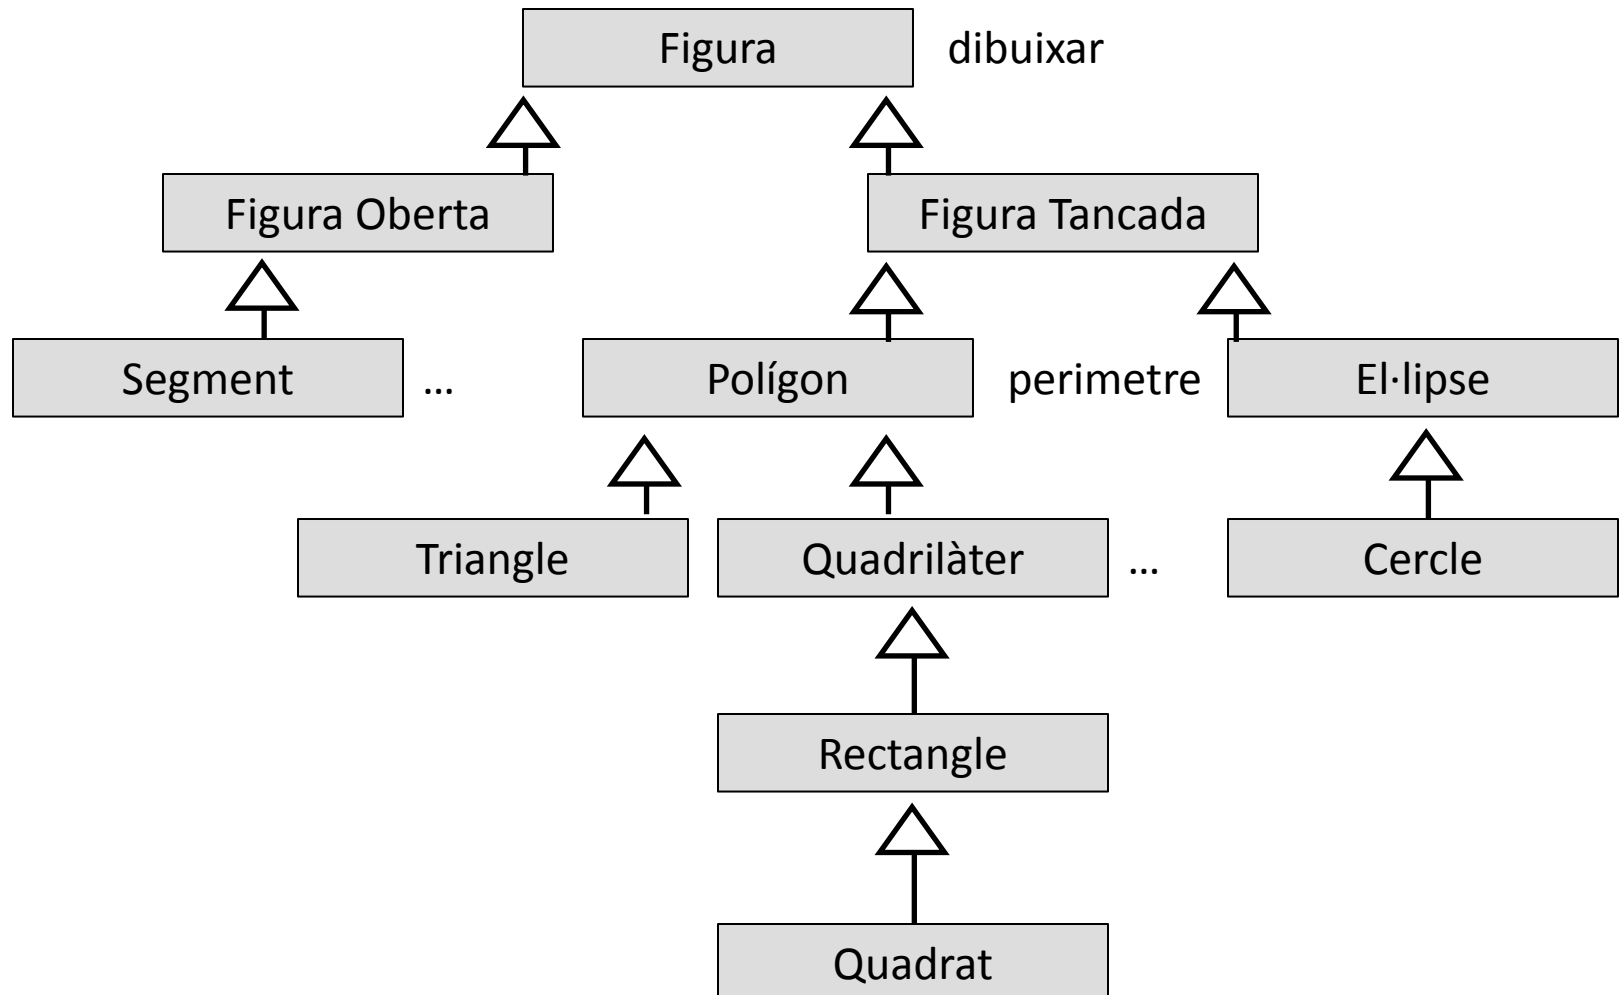 Figura dibuixar
Figura Oberta Figura Tancada
Segment ... Polígon perimetre El·lipse
Triangle Quadrilàter ... Cercle
Rectangle
Quadrat